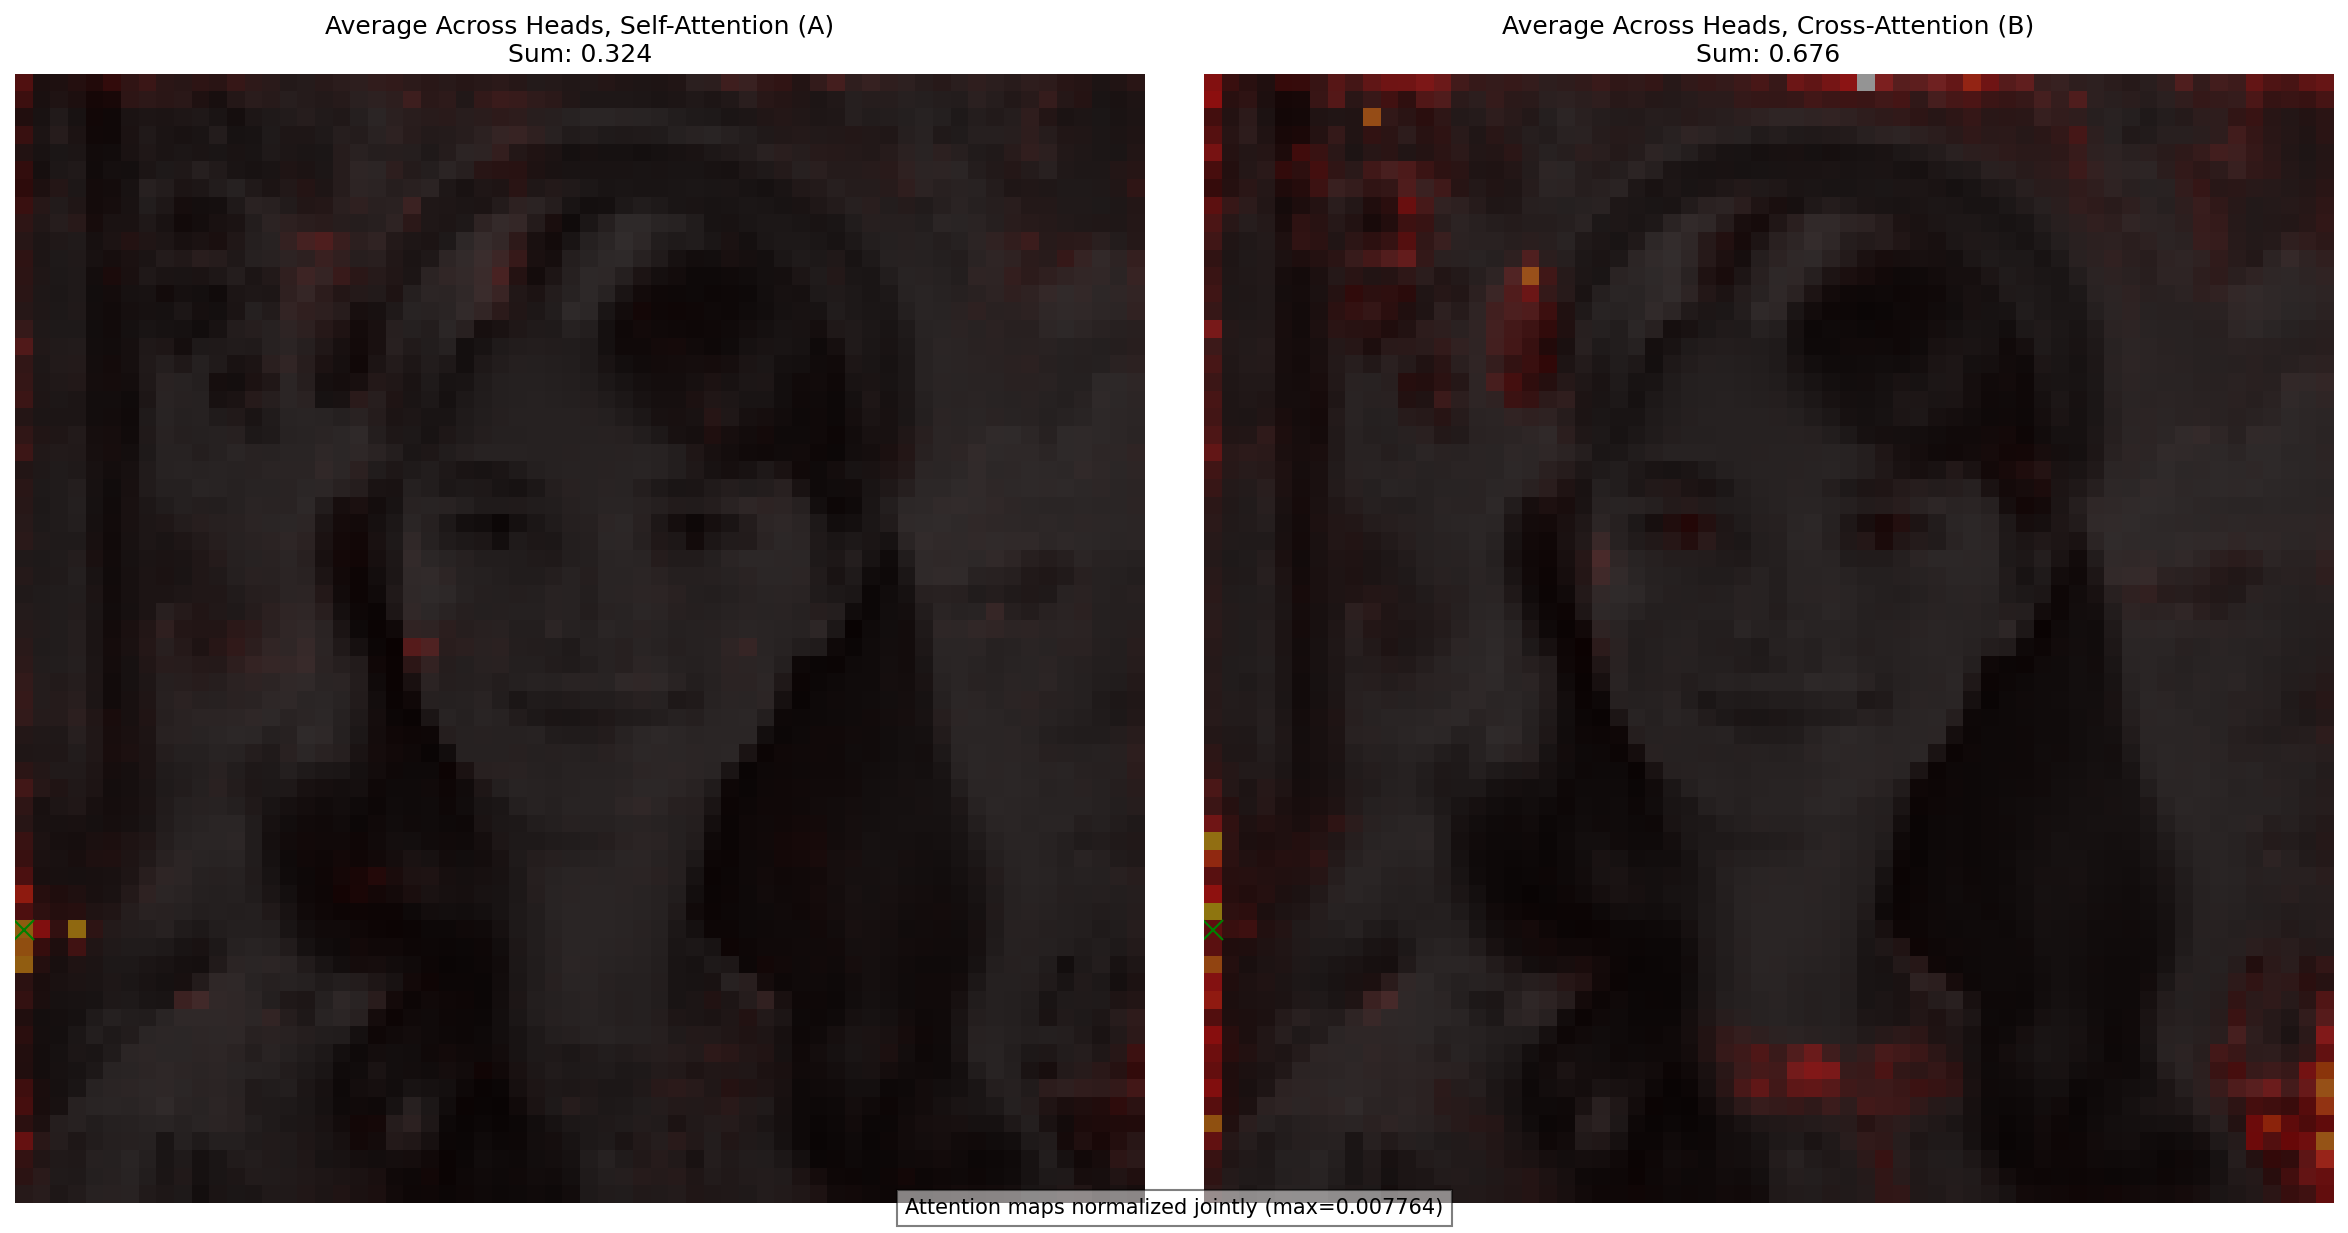 Average Across Heads, Self-Attention (A)
Sum: 0.324
Average Across Heads, Cross-Attention (B)
Sum: 0.676
Attention maps normalized jointly (max=0.007764)